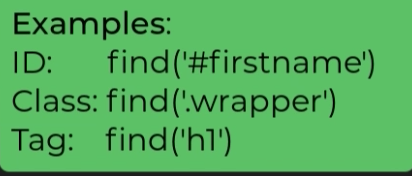 Examples:
ID: find('#firstname')
Class: find('.wrapper')
Tag: find('h1')